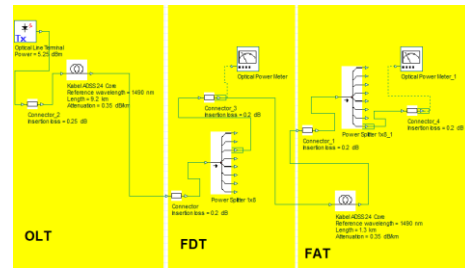 Tx
Optical Line Terminal
Power = 5.25 dBm
Kabel ADSS 24 Core
Reference wavelength = 1490 nm
Length = 9.2 km
Attenuation = 0.35 dB/km
Connector_2
Insertion loss = 0.25 dB
OLT
Optical Power Meter
Connector_3
Insertion loss = 0.2 dB
Power Splitter 1x8
Connector
Insertion loss = 0.2 dB
FDT
Optical Power Meter_1
Connector_4
Insertion loss = 0.2 dB
Connector_1
Insertion loss = 0.2 dB
Power Splitter 1x8_1
Kabel ADSS 24 Core
Reference wavelength = 1490 nm
Length = 1.3 km
Attenuation = 0.35 dB/km
FAT